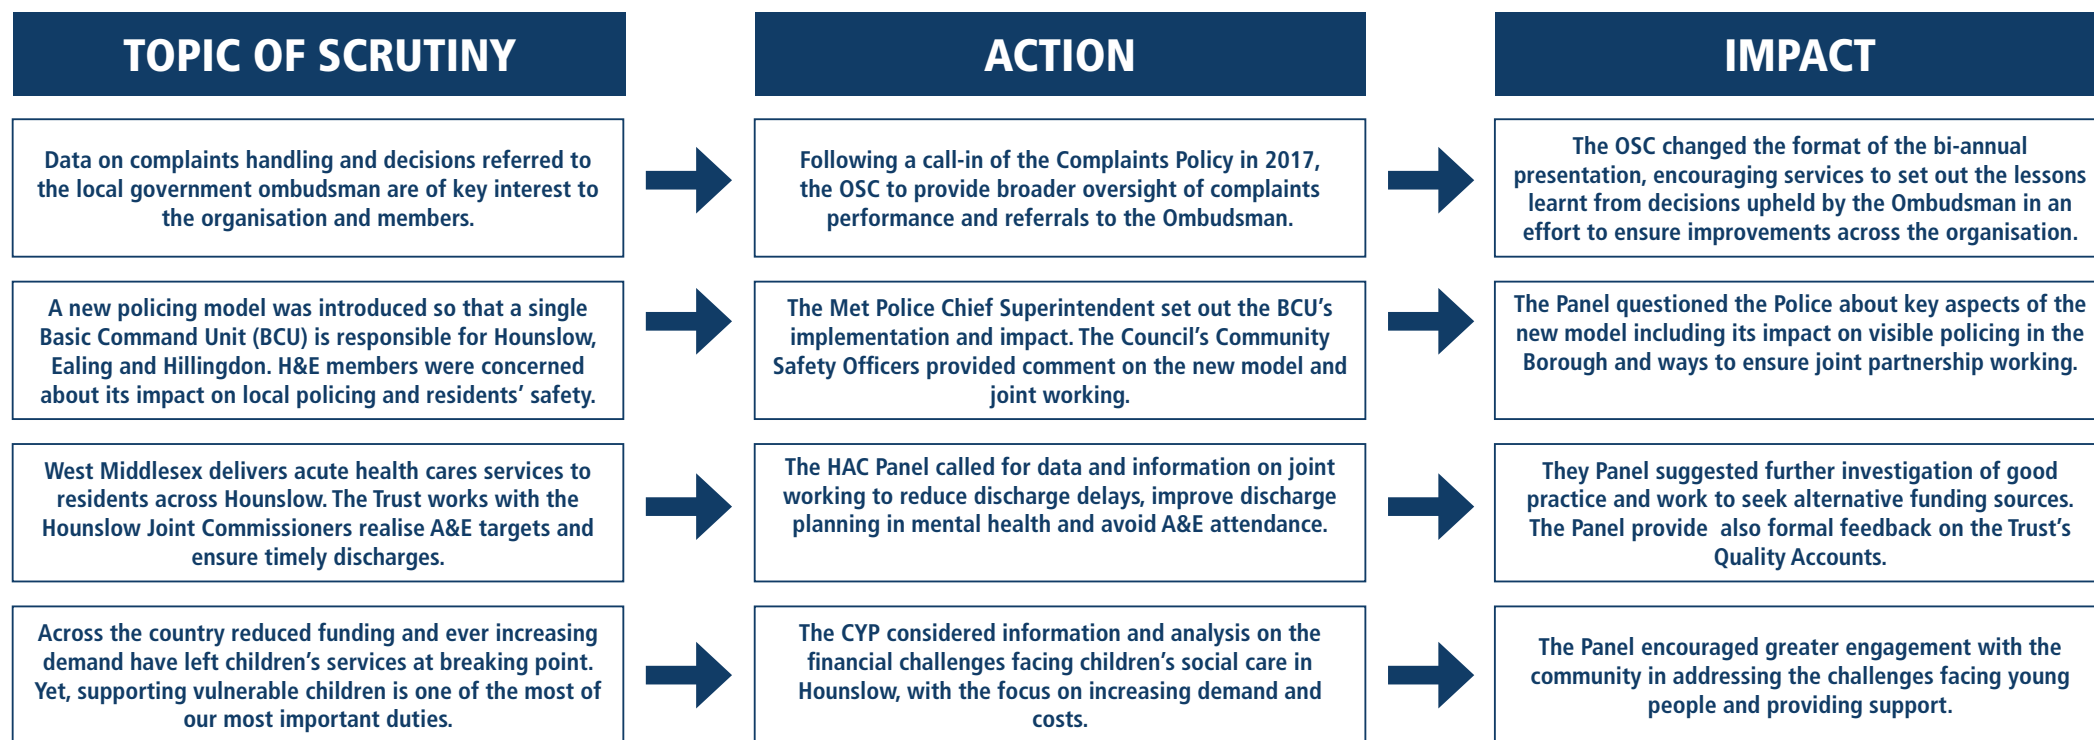 TOPIC OF SCRUTINY
ACTION
IMPACT
Data on complaints handling and decisions referred to
the local government ombudsman are of key interest to
the organisation and members.
Following a call-in of the Complaints Policy in 2017,
the OSC to provide broader oversight of complaints
performance and referrals to the Ombudsman.
The OSC changed the format of the bi-annual
presentation, encouraging services to set out the lessons
learnt from decisions upheld by the Ombudsman in an
effort to ensure improvements across the organisation.
A new policing model was introduced so that a single
Basic Command Unit (BCU) is responsible for Hounslow,
Ealing and Hillingdon. H&E members were concerned
about its impact on local policing and residents’ safety.
The Met Police Chief Superintendent set out the BCU’s
implementation and impact. The Council’s Community
Safety Officers provided comment on the new model and
joint working.
The Panel questioned the Police about key aspects of the
new model including its impact on visible policing in the
Borough and ways to ensure joint partnership working.
West Middlesex delivers acute health cares services to
residents across Hounslow. The Trust works with the
Hounslow Joint Commissioners realise A&E targets and
ensure timely discharges.
The HAC Panel called for data and information on joint
working to reduce discharge delays, improve discharge
planning in mental health and avoid A&E attendance.
They Panel suggested further investigation of good
practice and work to seek alternative funding sources.
The Panel provide also formal feedback on the Trust’s
Quality Accounts.
Across the country reduced funding and ever increasing
demand have left children’s services at breaking point.
Yet, supporting vulnerable children is one of the most of
our most important duties.
The CYP considered information and analysis on the
financial challenges facing children’s social care in
Hounslow, with the focus on increasing demand and
costs.
The Panel encouraged greater engagement with the
community in addressing the challenges facing young
people and providing support.